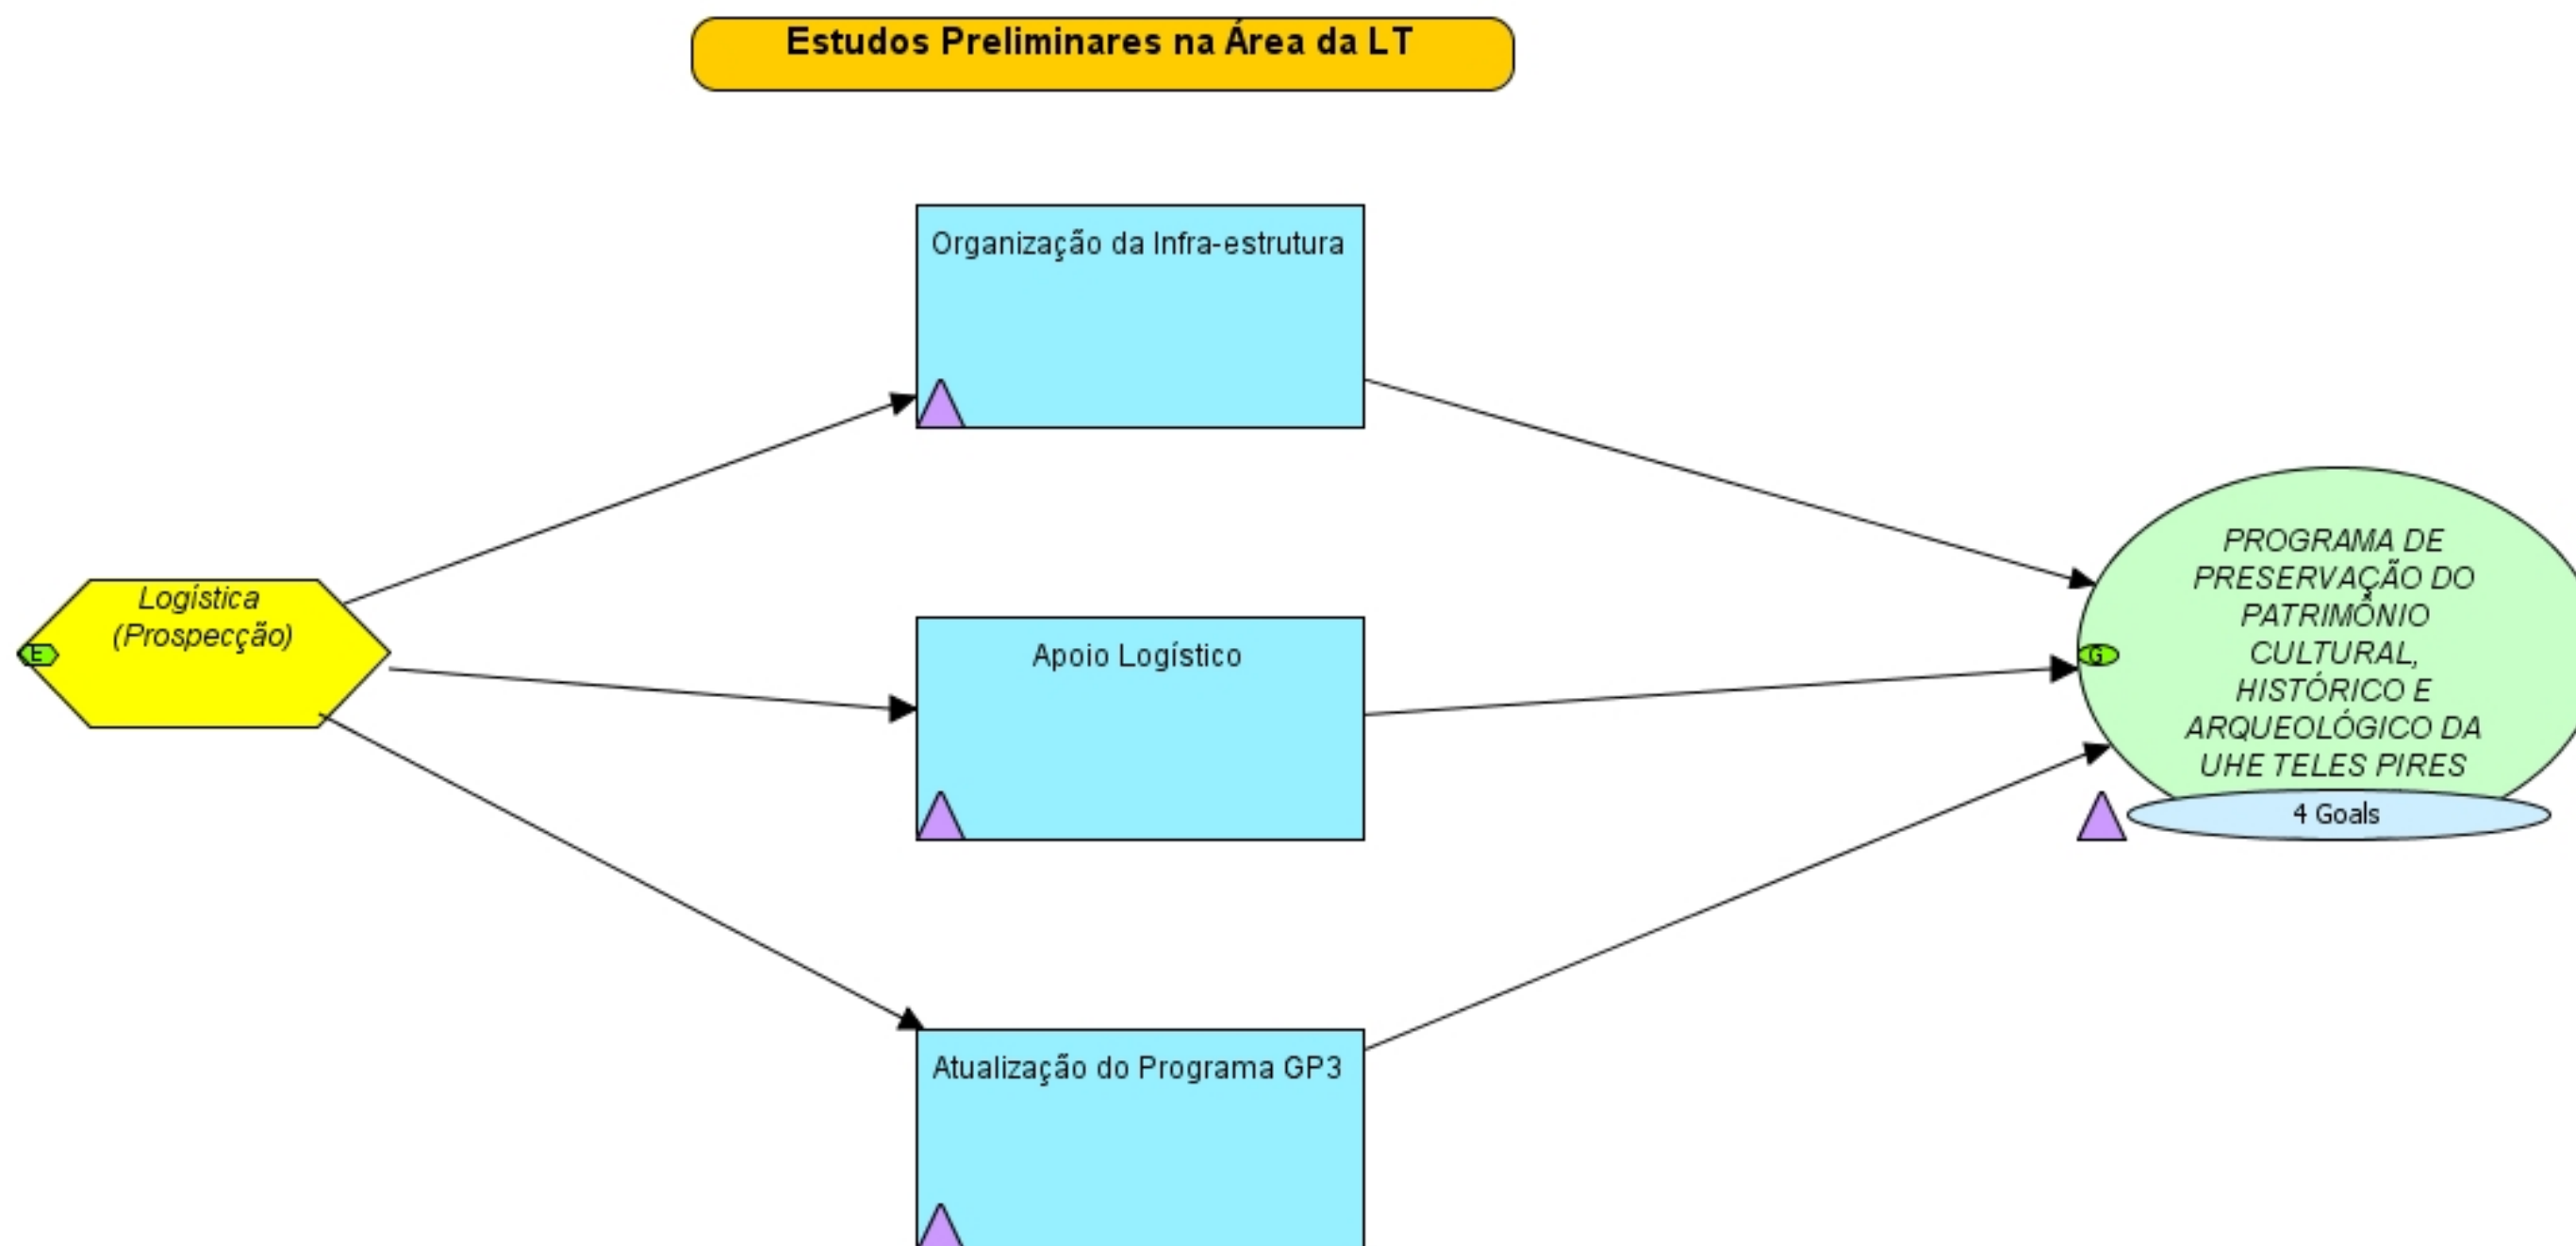 Estudos Preliminares na Área da LT
Organização da Infra-estrutura
Logística
(Prospecção)
E
Apoio Logístico
PROGRAMA DE
PRESERVAÇÃO DO
PATRIMÔNIO
CULTURAL,
HISTÓRICO E
ARQUEOLÓGICO DA
UHE TELES PIRES
G
4 Goals
Atualização do Programa GP3